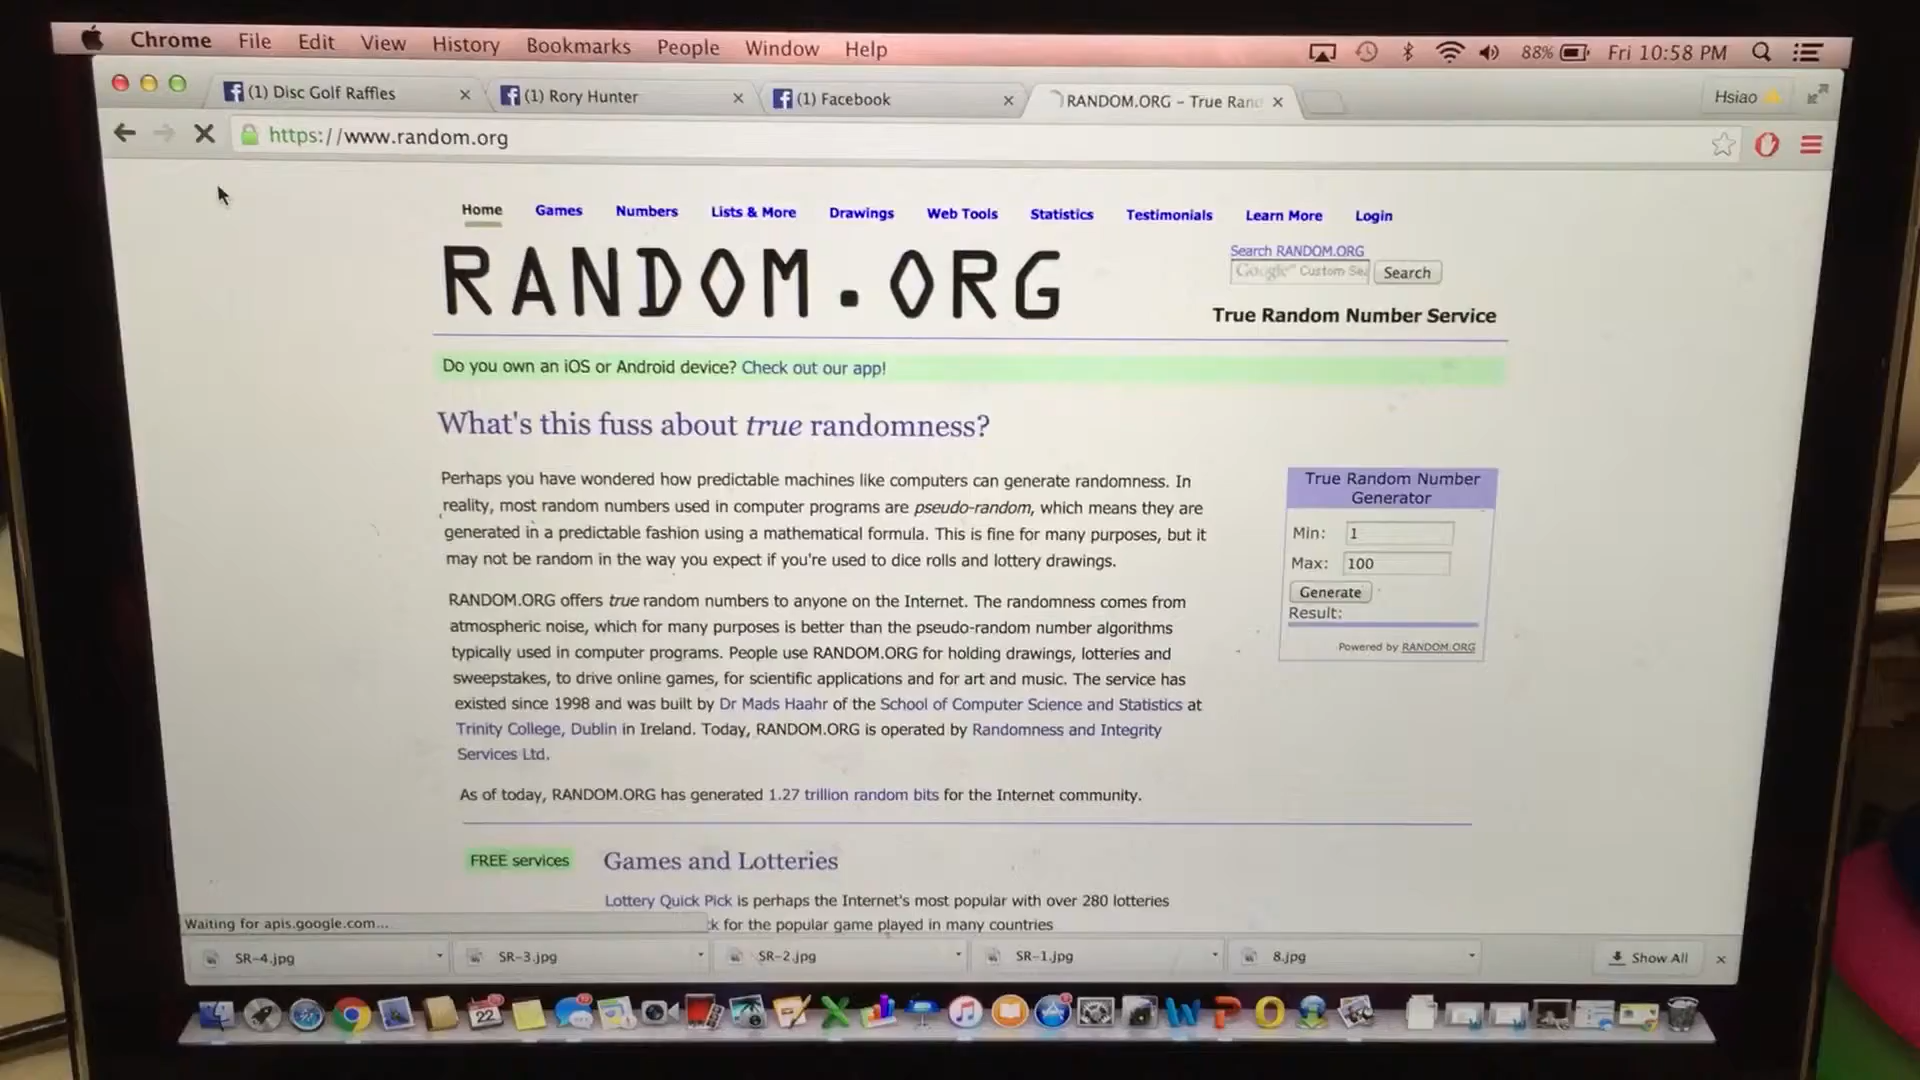 Chrome File Edit View History Bookmarks People Window Help 88% Fri 10:58 PM
(1) Disc Golf Raffles (1) Rory Hunter (1) Facebook RANDOM.ORG - True Rand Hsiao
https://www.random.org
Home Games Numbers Lists & More Drawings Web Tools Statistics Testimonials Learn More Login
RANDOM.ORG
Search RANDOM.ORG
Google™ Custom Sea Search
True Random Number Service
Do you own an iOS or Android device? Check out our app!
What's this fuss about true randomness?
Perhaps you have wondered how predictable machines like computers can generate randomness. In
reality, most random numbers used in computer programs are pseudo-random, which means they are
generated in a predictable fashion using a mathematical formula. This is fine for many purposes, but it
may not be random in the way you expect if you're used to dice rolls and lottery drawings.
RANDOM.ORG offers true random numbers to anyone on the Internet. The randomness comes from
atmospheric noise, which for many purposes is better than the pseudo-random number algorithms
typically used in computer programs. People use RANDOM.ORG for holding drawings, lotteries and
sweepstakes, to drive online games, for scientific applications and for art and music. The service has
existed since 1998 and was built by Dr Mads Haahr of the School of Computer Science and Statistics at
Trinity College, Dublin in Ireland. Today, RANDOM.ORG is operated by Randomness and Integrity
Services Ltd.
As of today, RANDOM.ORG has generated 1.27 trillion random bits for the Internet community.
True Random Number
Generator
Min: 1
Max: 100
Generate
Result:
Powered by RANDOM.ORG
FREE services
Games and Lotteries
Lottery Quick Pick is perhaps the Internet's most popular with over 280 lotteries
k for the popular game played in many countries
Waiting for apis.google.com...
SR-4.jpg SR-3.jpg SR-2.jpg SR-1.jpg 8.jpg Show All
22